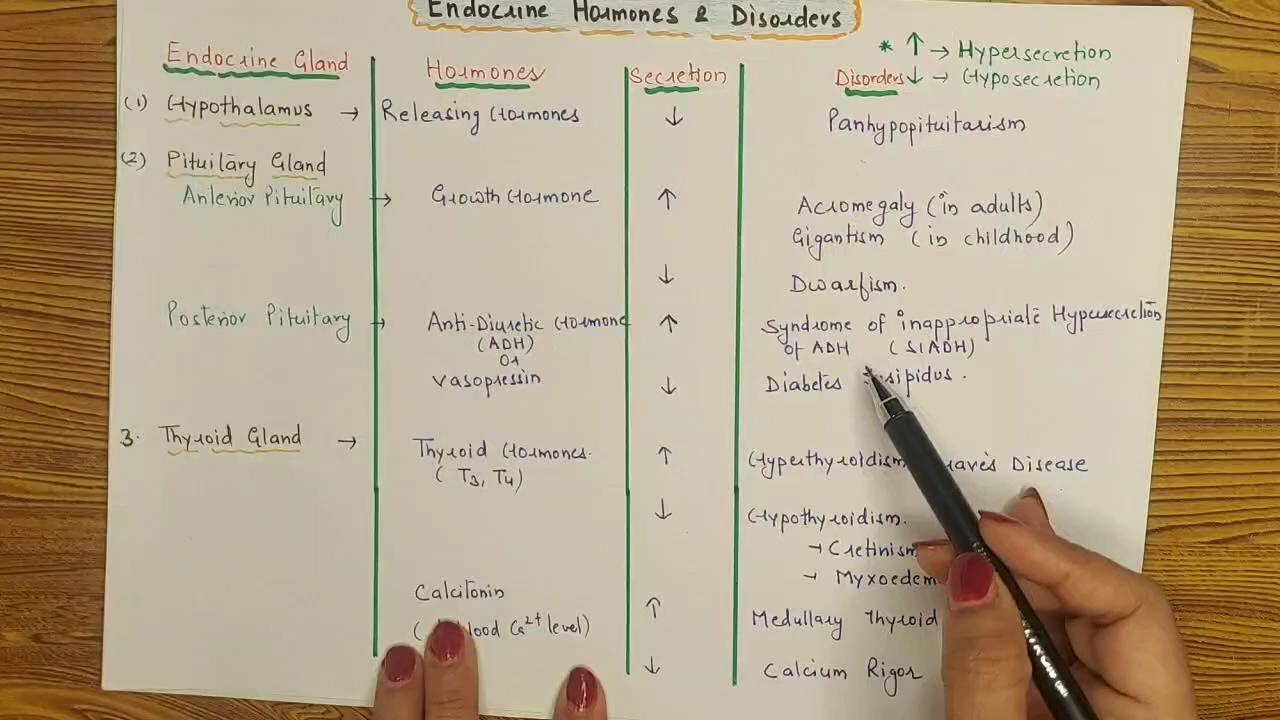 Endocrine Hormones & Disorders
* ↑ → Hypersecretion
↓ → Hyposecretion
Endocrine Gland Hormones Secretion Disorders
(1) Hypothalamus → Releasing Hormones ↓ Panhypopituitarism
(2) Pituitary Gland
Anterior Pituitary → Growth Hormone ↑ Acromegaly (in adults)
Gigantism (in childhood)
↓ Dwarfism.
Posterior Pituitary → Anti-Diuretic Hormone ↑ Syndrome of inappropriate Hypersecretion
(ADH) of ADH (SIADH)
or
Vasopressin ↓ Diabetes sipidus.
3. Thyroid Gland → Thyroid Hormones. ↑ Hyperthyroidism Disease
(T3, T4)
↓ Hypothyroidism.
→ Cretinism
→ Myxoedem
Calcitonin ↑ Medullary Thyroid
( Ca2+ level)
↓ Calcium Rigor